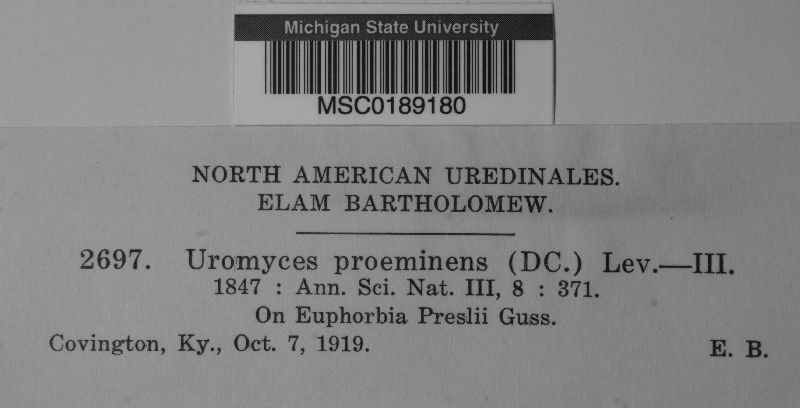 Michigan State University
MSC0189180
NORTH AMERICAN UREDINALES.
ELAM BARTHOLOMEW.
2697. Uromyces proeminens (DC.) Lev.—III.
1847 : Ann. Sci. Nat. III, 8 : 371.
On Euphorbia Preslii Guss.
Covington, Ky., Oct. 7, 1919. E. B.